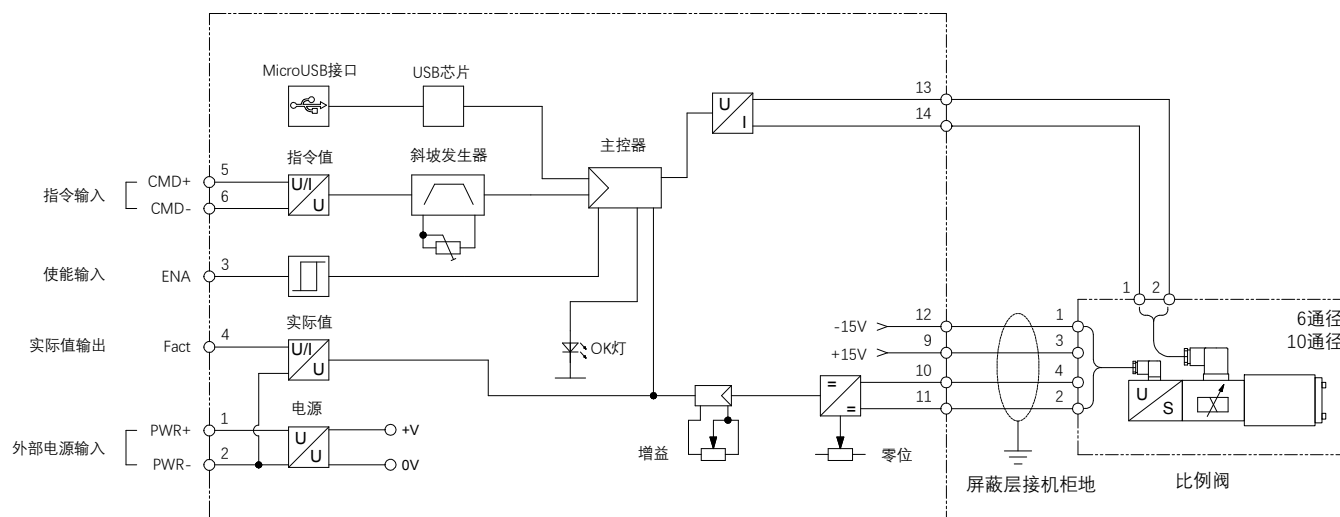 MicroUSB接口
USB芯片
13
14
U
I
主控器
指令值
斜坡发生器
指令输入
CMD+
5
CMD-
6
U/I
U
使能输入
ENA
3
1
2
6通径
10通径
实际值输出
Fact
4
实际值
U/I
U
OK灯
-15V
12
1
+15V
9
3
10
4
11
2
=
=
U
S
外部电源输入
PWR+
1
PWR-
2
电源
U
U
+V
0V
增益
零位
屏蔽层接机柜地
比例阀